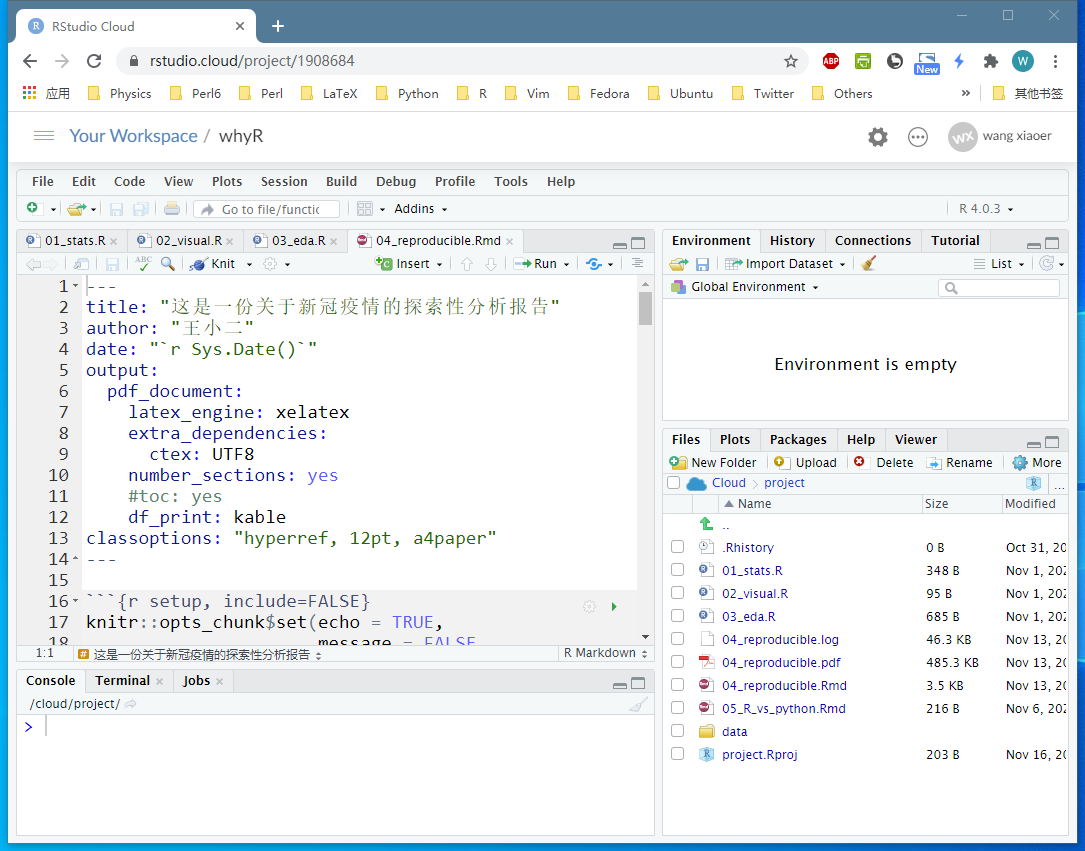 RStudio Cloud
rstudio.cloud/project/1908684
ABP
New
W
应用 Physics Perl6 Perl LaTeX Python R Vim Fedora Ubuntu Twitter Others » 其他书签
Your Workspace / whyR
WX wang xiaoer
File Edit Code View Plots Session Build Debug Profile Tools Help
Go to file/functic Addins R 4.0.3
01_stats.R 02_visual.R 03_eda.R 04_reproducible.Rmd
ABC Knit Insert Run
1 ---
2 title: "这是一份关于新冠疫情的探索性分析报告"
3 author: "王小二"
4 date: "`r Sys.Date()`"
5 output:
6 pdf_document:
7 latex_engine: xelatex
8 extra_dependencies:
9 ctex: UTF8
10 number_sections: yes
11 #toc: yes
12 df_print: kable
13 classoptions: "hyperref, 12pt, a4paper"
14 ---
15
16 ```{r setup, include=FALSE}
17 knitr::opts_chunk$set(echo = TRUE,
18 message = FALSE
1:1 # 这是一份关于新冠疫情的探索性分析报告 R Markdown
Console Terminal Jobs
/cloud/project/
>
Environment History Connections Tutorial
Import Dataset List
Global Environment
Environment is empty
Files Plots Packages Help Viewer
New Folder Upload Delete Rename More
Cloud project ...
Name Size Modified
..
.Rhistory 0 B Oct 31, 20
01_stats.R 348 B Nov 1, 202
02_visual.R 95 B Nov 1, 202
03_eda.R 685 B Nov 1, 202
04_reproducible.log 46.3 KB Nov 13, 20
04_reproducible.pdf 485.3 KB Nov 13, 20
04_reproducible.Rmd 3.5 KB Nov 13, 20
05_R_vs_python.Rmd 216 B Nov 6, 202
data
project.Rproj 203 B Nov 16, 20